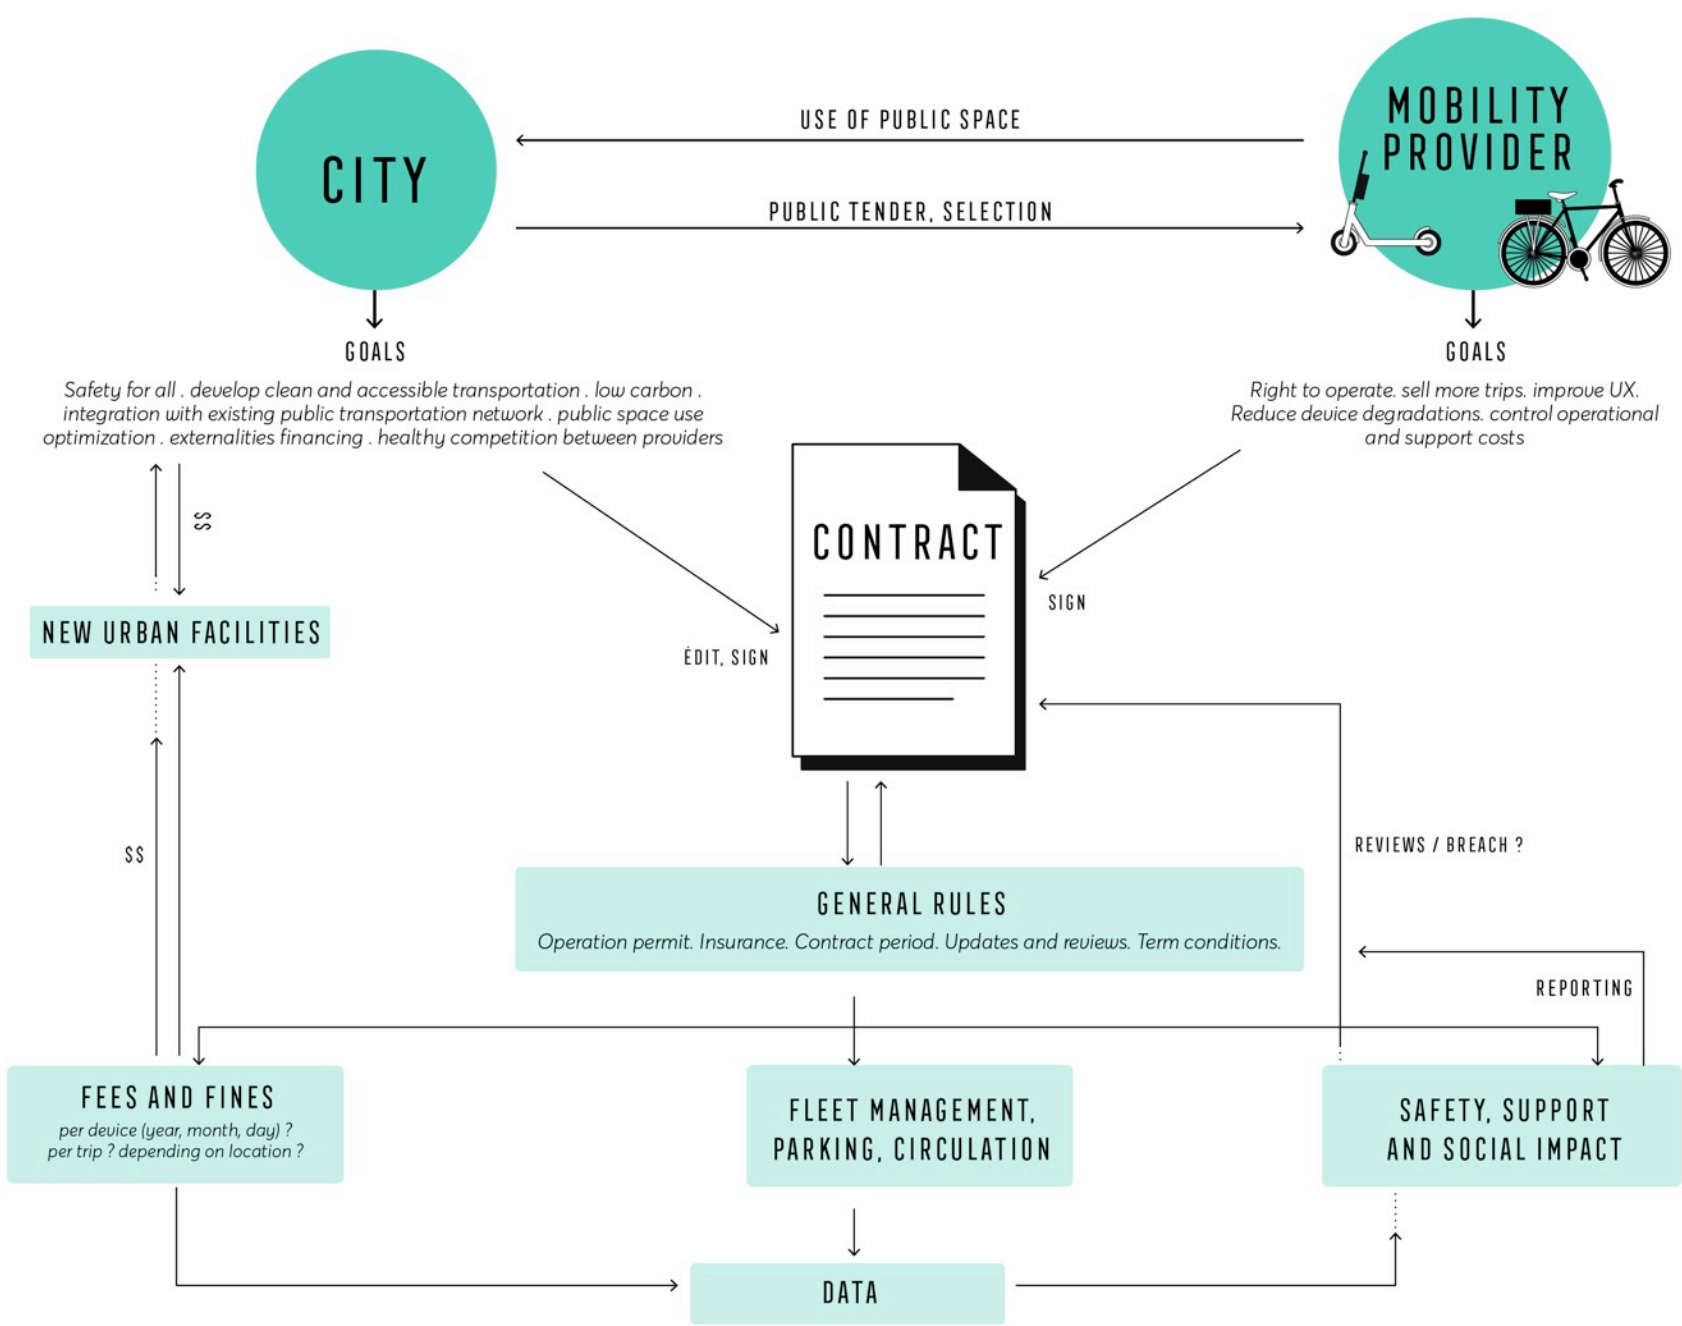 CITY
USE OF PUBLIC SPACE
PUBLIC TENDER, SELECTION
MOBILITY
PROVIDER
GOALS
Safety for all . develop clean and accessible transportation . low carbon .
integration with existing public transportation network . public space use
optimization . externalities financing . healthy competition between providers
GOALS
Right to operate. sell more trips. improve UX.
Reduce device degradations. control operational
and support costs
$$
CONTRACT
SIGN
ÉDIT, SIGN
NEW URBAN FACILITIES
$$
REVIEWS / BREACH ?
GENERAL RULES
Operation permit. Insurance. Contract period. Updates and reviews. Term conditions.
REPORTING
FEES AND FINES
per device (year, month, day) ?
per trip ? depending on location ?
FLEET MANAGEMENT,
PARKING, CIRCULATION
SAFETY, SUPPORT
AND SOCIAL IMPACT
DATA